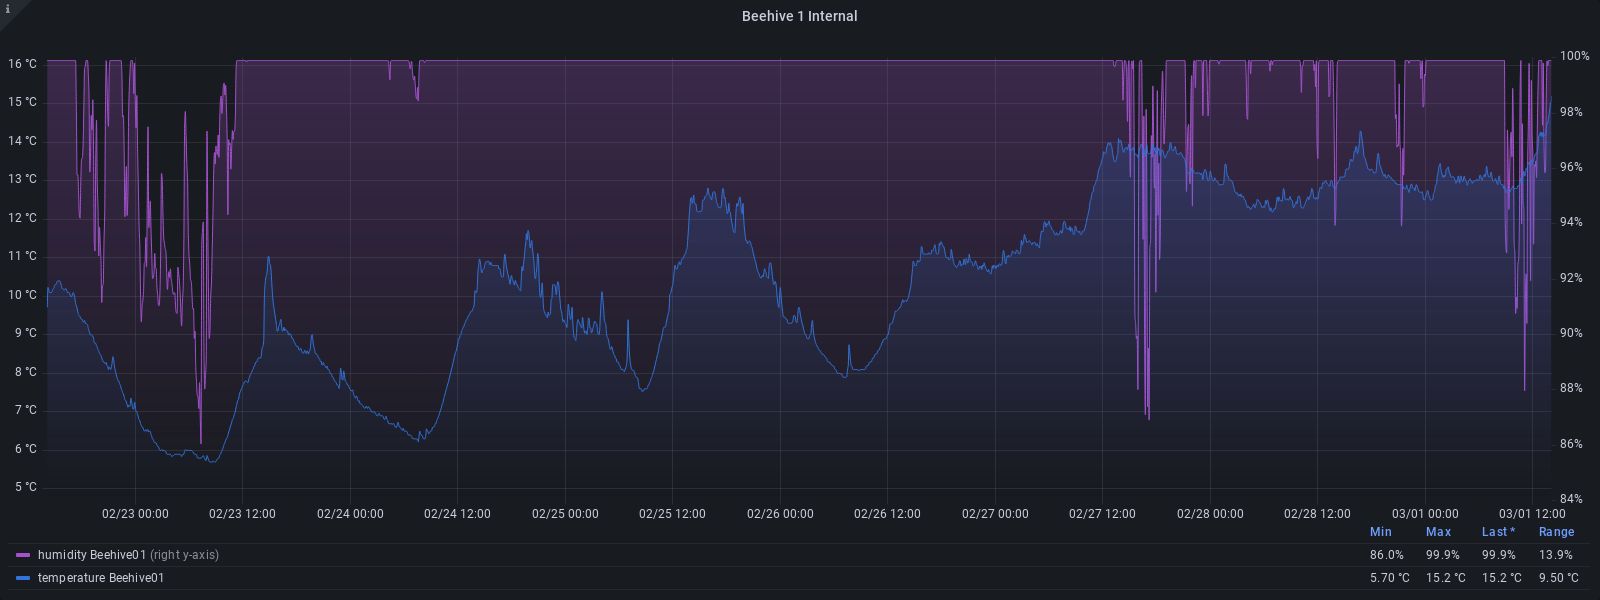 i
Beehive 1 Internal
16 °C
15 °C
14 °C
13 °C
12 °C
11 °C
10 °C
9 °C
8 °C
7 °C
6 °C
5 °C
100%
98%
96%
94%
92%
90%
88%
86%
84%
02/23 00:00 02/23 12:00 02/24 00:00 02/24 12:00 02/25 00:00 02/25 12:00 02/26 00:00 02/26 12:00 02/27 00:00 02/27 12:00 02/28 00:00 02/28 12:00 03/01 00:00 03/01 12:00
Min Max Last * Range
humidity Beehive01 (right y-axis) 86.0% 99.9% 99.9% 13.9%
temperature Beehive01 5.70 °C 15.2 °C 15.2 °C 9.50 °C